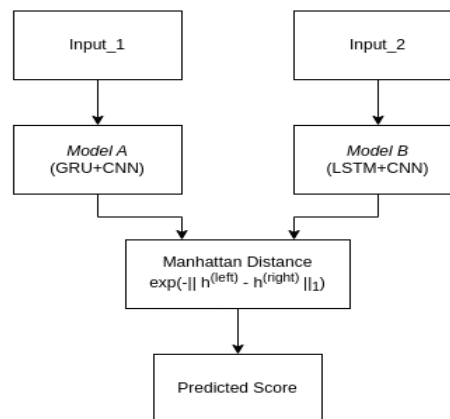 Input_1
Input_2
Model A
(GRU+CNN)
Model B
(LSTM+CNN)
Manhattan Distance
exp(-|| h^(left) - h^(right) ||₁)
Predicted Score